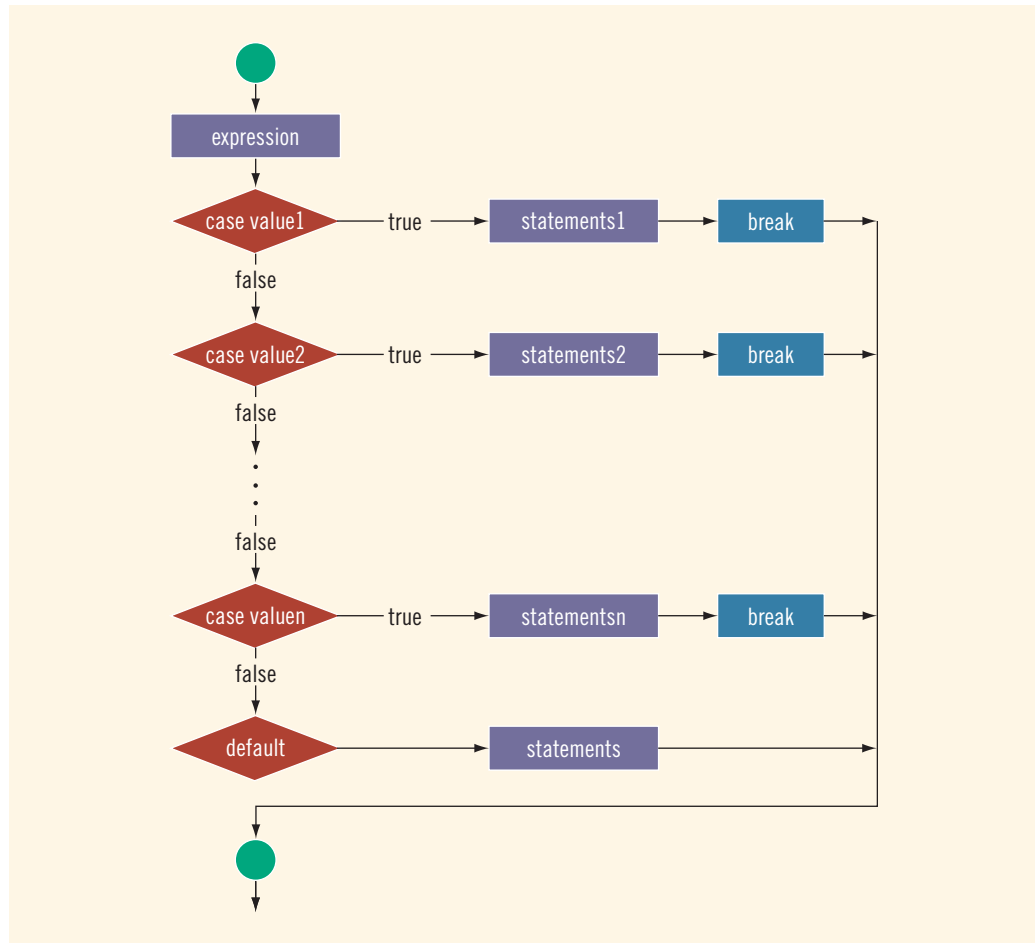 expression
case value1
true
statements1
break
false
case value2
true
statements2
break
false
false
case valuen
true
statementsn
break
false
default
statements